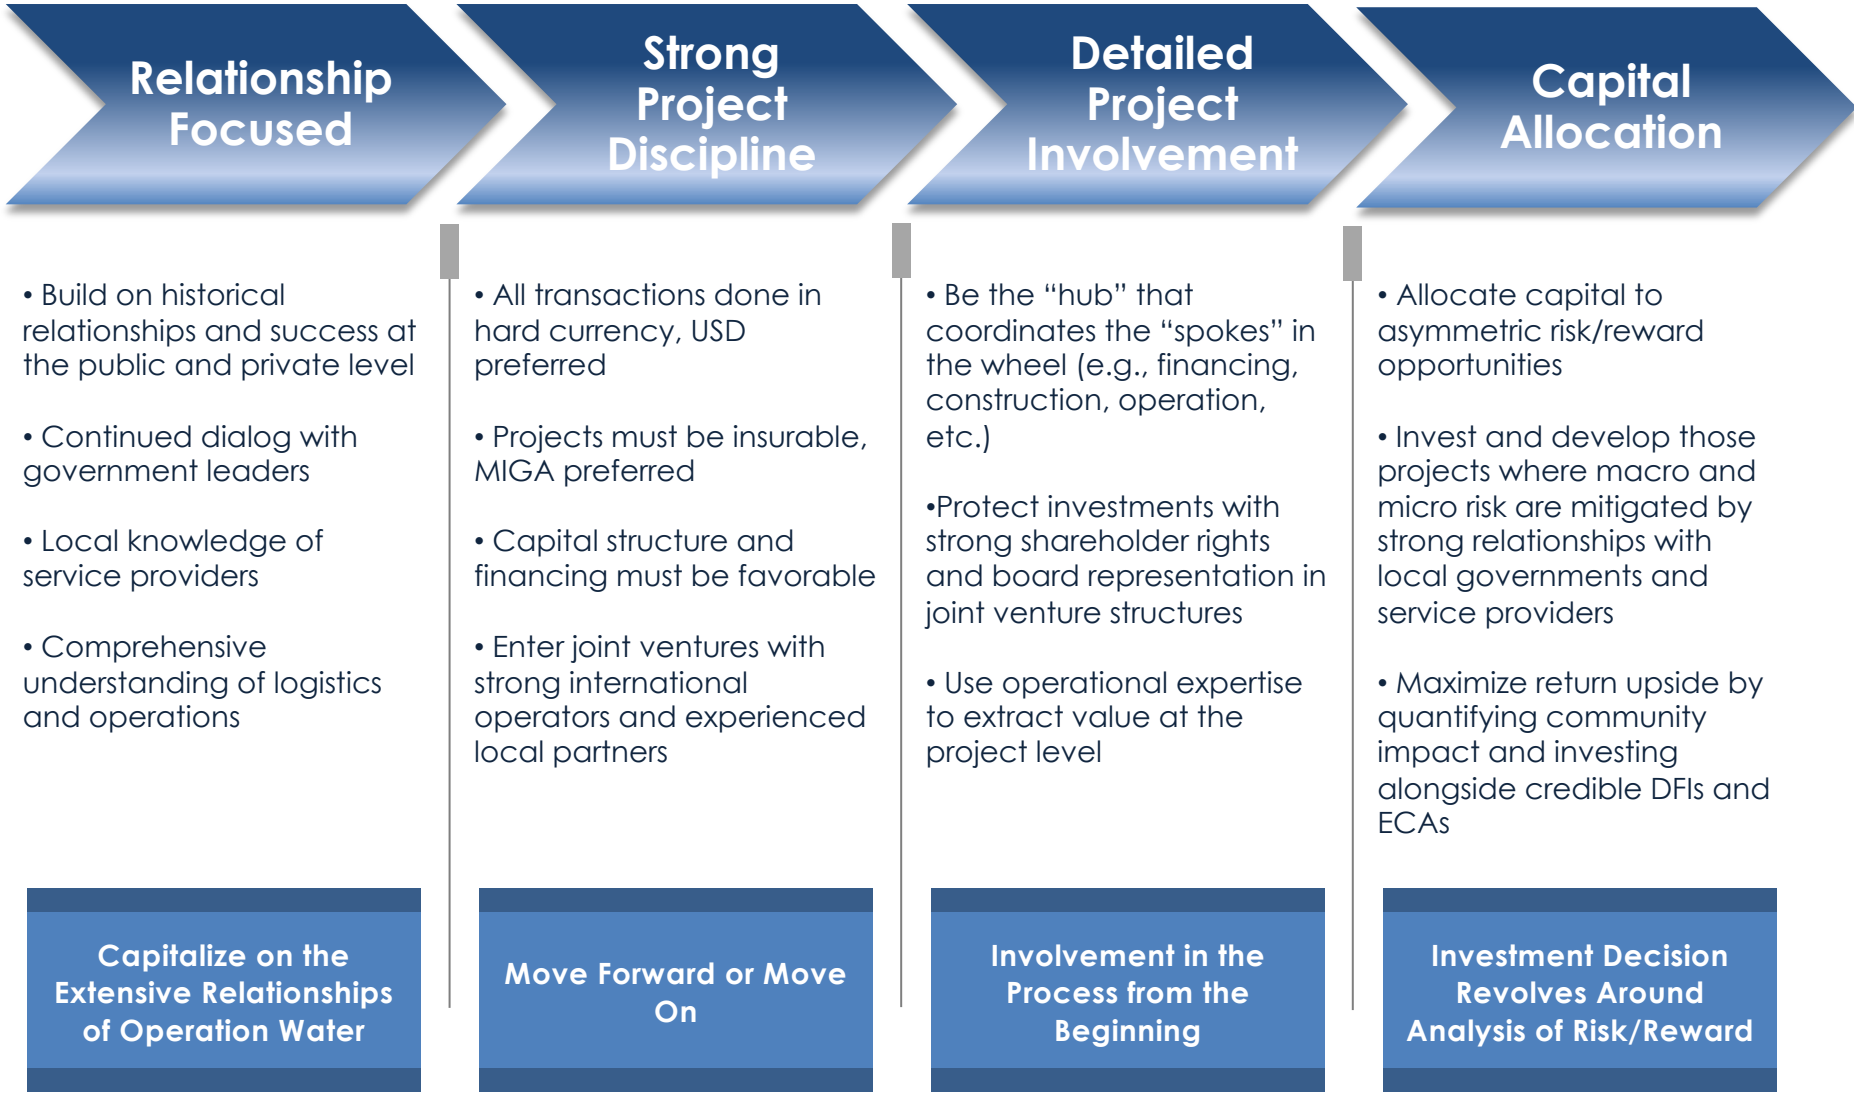 Relationship
Focused
Strong
Project
Discipline
Detailed
Project
Involvement
Capital
Allocation
• Build on historical
relationships and success at
the public and private level
• Continued dialog with
government leaders
• Local knowledge of
service providers
• Comprehensive
understanding of logistics
and operations
• All transactions done in
hard currency, USD
preferred
• Projects must be insurable,
MIGA preferred
• Capital structure and
financing must be favorable
• Enter joint ventures with
strong international
operators and experienced
local partners
• Be the “hub” that
coordinates the “spokes” in
the wheel (e.g., financing,
construction, operation,
etc.)
•Protect investments with
strong shareholder rights
and board representation in
joint venture structures
• Use operational expertise
to extract value at the
project level
• Allocate capital to
asymmetric risk/reward
opportunities
• Invest and develop those
projects where macro and
micro risk are mitigated by
strong relationships with
local governments and
service providers
• Maximize return upside by
quantifying community
impact and investing
alongside credible DFIs and
ECAs
Capitalize on the
Extensive Relationships
of Operation Water
Move Forward or Move
On
Involvement in the
Process from the
Beginning
Investment Decision
Revolves Around
Analysis of Risk/Reward